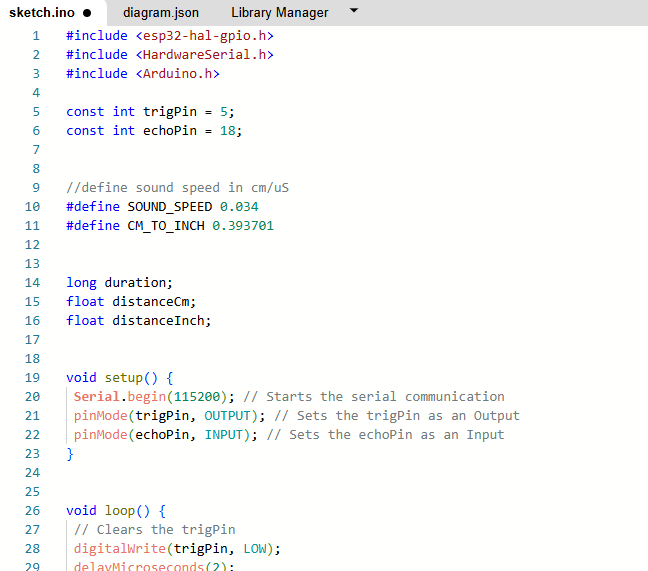 sketch.ino ● diagram.json Library Manager ▼
1 #include <esp32-hal-gpio.h>
2 #include <HardwareSerial.h>
3 #include <Arduino.h>
4
5 const int trigPin = 5;
6 const int echoPin = 18;
7
8
9 //define sound speed in cm/uS
10 #define SOUND_SPEED 0.034
11 #define CM_TO_INCH 0.393701
12
13
14 long duration;
15 float distanceCm;
16 float distanceInch;
17
18
19 void setup() {
20 Serial.begin(115200); // Starts the serial communication
21 pinMode(trigPin, OUTPUT); // Sets the trigPin as an Output
22 pinMode(echoPin, INPUT); // Sets the echoPin as an Input
23 }
24
25
26 void loop() {
27 // Clears the trigPin
28 digitalWrite(trigPin, LOW);
29 delayMicroseconds(2);